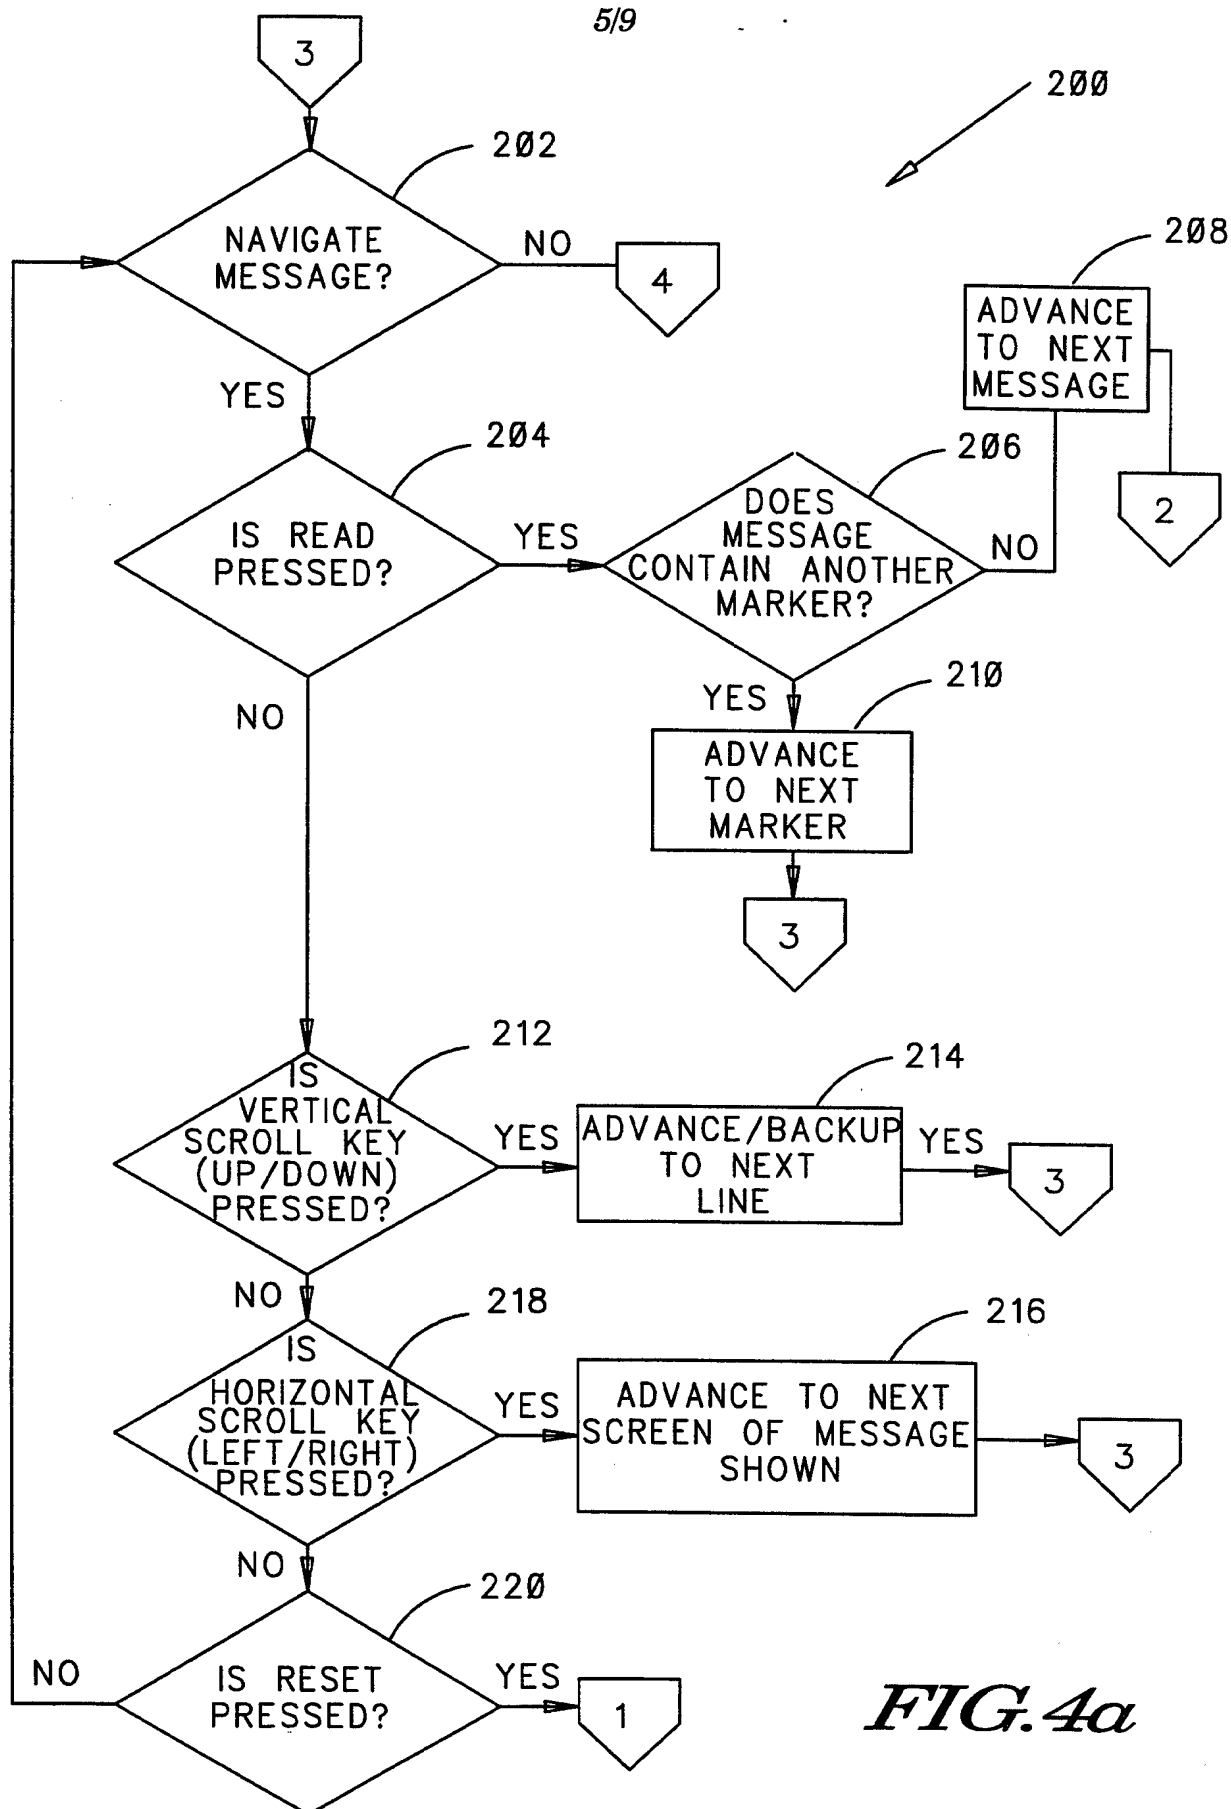 5/9
3
200
202
NAVIGATE
MESSAGE?
NO
4
208
ADVANCE
TO NEXT
MESSAGE
2
YES
204
IS READ
PRESSED?
YES
206
DOES
MESSAGE
CONTAIN ANOTHER
MARKER?
NO
NO
YES
210
ADVANCE
TO NEXT
MARKER
3
212
IS
VERTICAL
SCROLL KEY
(UP/DOWN)
PRESSED?
YES
214
ADVANCE/BACKUP
TO NEXT
LINE
YES
3
NO
218
IS
HORIZONTAL
SCROLL KEY
(LEFT/RIGHT)
PRESSED?
YES
216
ADVANCE TO NEXT
SCREEN OF MESSAGE
SHOWN
3
NO
220
NO
IS RESET
PRESSED?
YES
1
FIG.4a